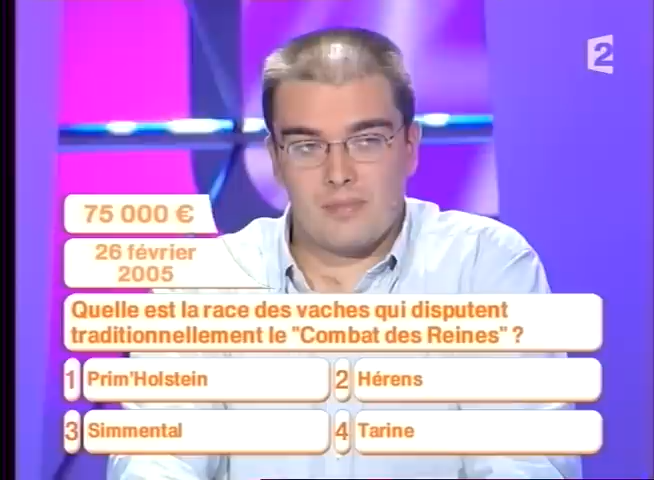 2
75 000 €
26 février
2005
Quelle est la race des vaches qui disputent
traditionnellement le "Combat des Reines" ?
1 Prim'Holstein
2 Hérens
3 Simmental
4 Tarine